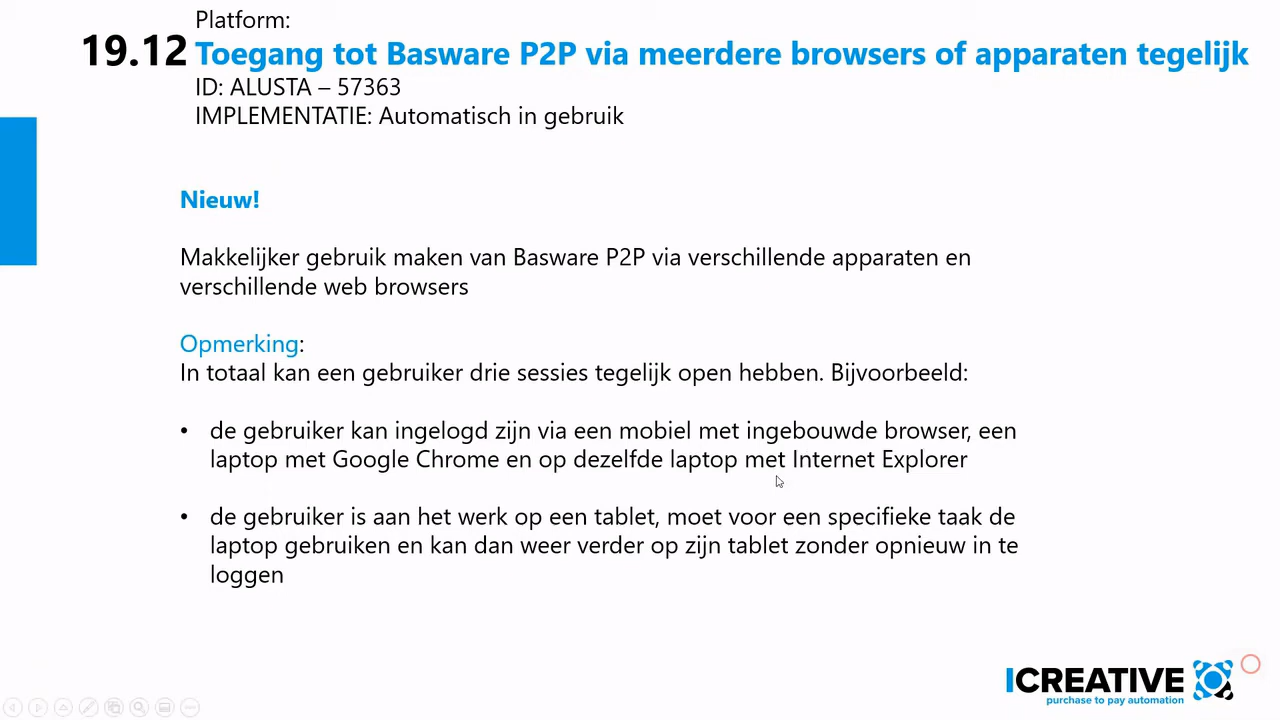 Platform:
19.12 Toegang tot Basware P2P via meerdere browsers of apparaten tegelijk
ID: ALUSTA – 57363
IMPLEMENTATIE: Automatisch in gebruik
Nieuw!
Makkelijker gebruik maken van Basware P2P via verschillende apparaten en
verschillende web browsers
Opmerking:
In totaal kan een gebruiker drie sessies tegelijk open hebben. Bijvoorbeeld:
• de gebruiker kan ingelogd zijn via een mobiel met ingebouwde browser, een
laptop met Google Chrome en op dezelfde laptop met Internet Explorer
• de gebruiker is aan het werk op een tablet, moet voor een specifieke taak de
laptop gebruiken en kan dan weer verder op zijn tablet zonder opnieuw in te
loggen
ICREATIVE
purchase to pay automation